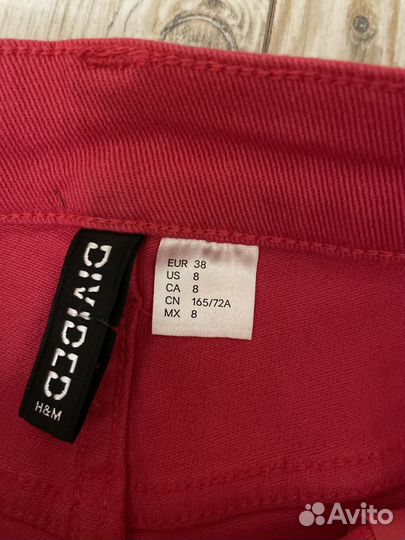 DIVIDED
H&M
EUR 38
US 8
CA 8
CN 165/72A
MX 8
Avito